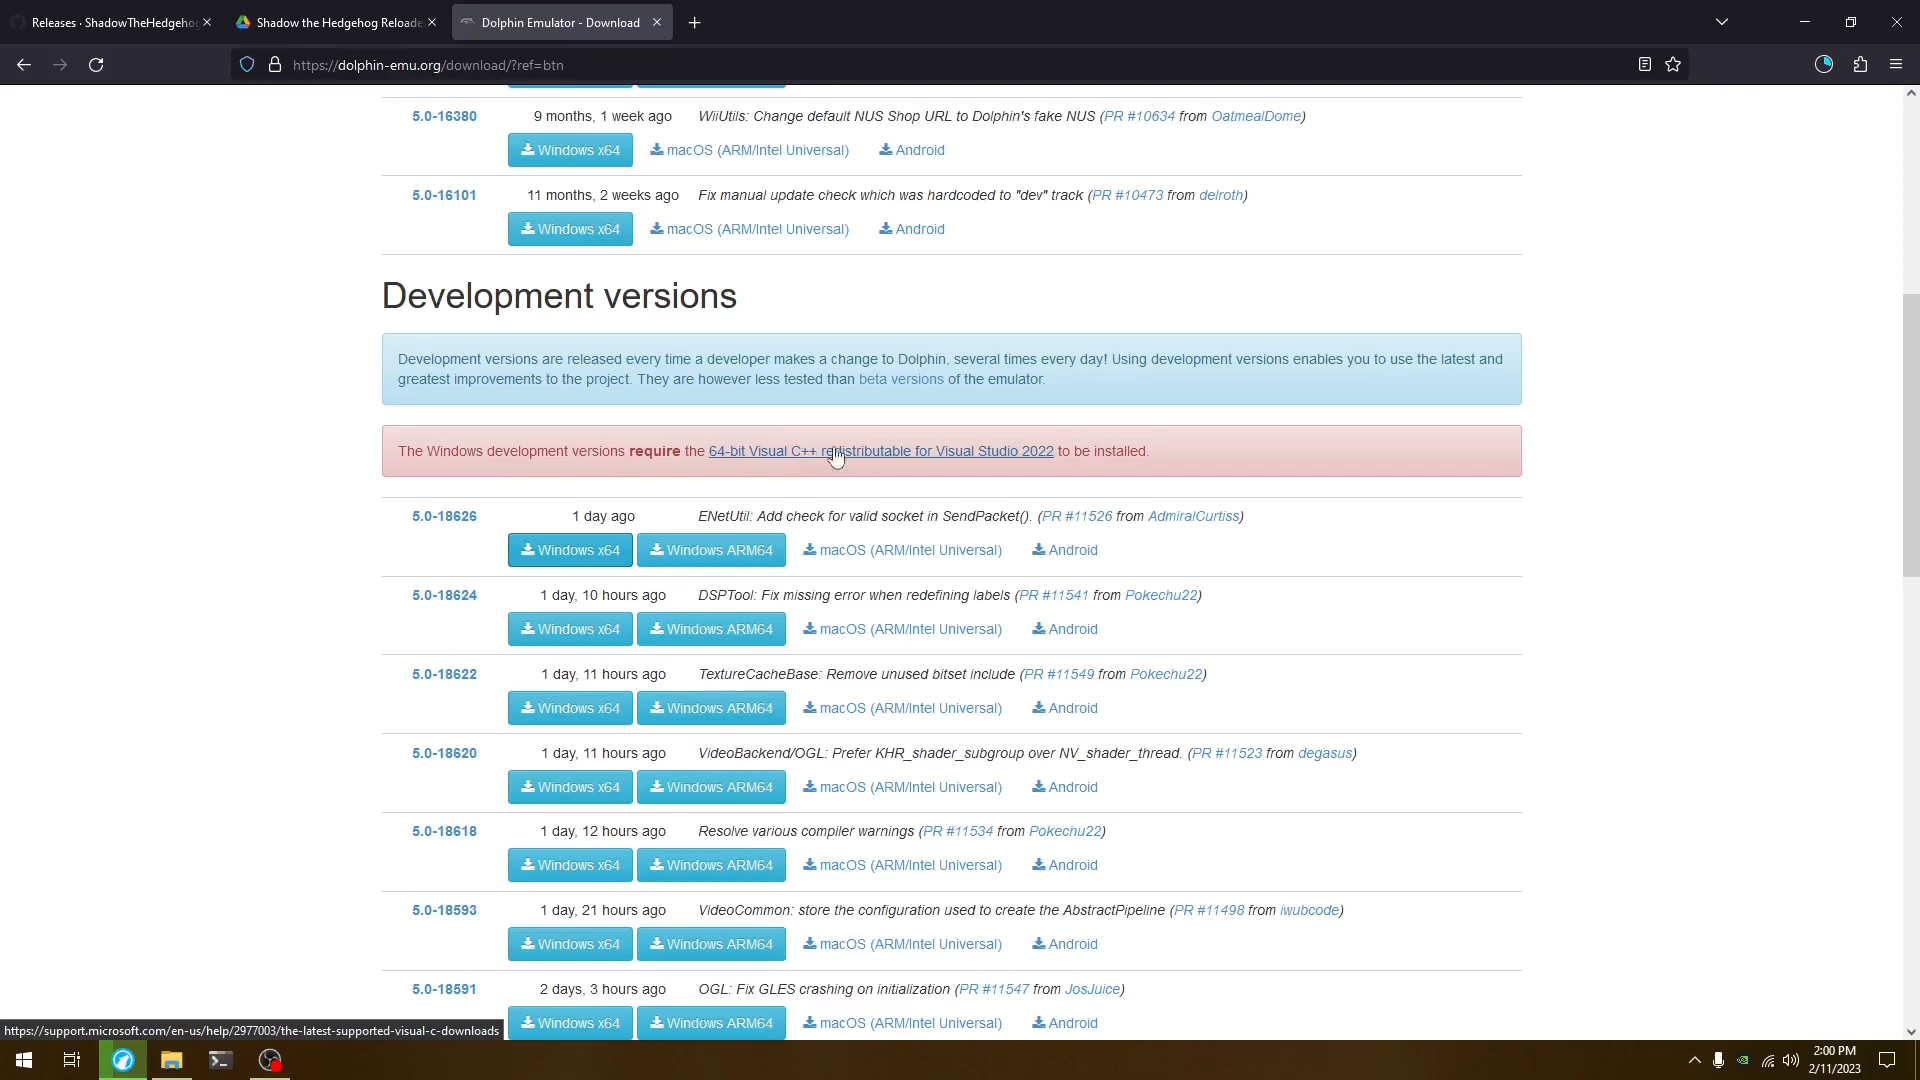 Releases · ShadowTheHedgehog
Shadow the Hedgehog Reloade
Dolphin Emulator - Download
https://dolphin-emu.org/download/?ref=btn
5.0-16380 9 months, 1 week ago WiiUtils: Change default NUS Shop URL to Dolphin's fake NUS (PR #10634 from OatmealDome)
Windows x64 macOS (ARM/Intel Universal) Android
5.0-16101 11 months, 2 weeks ago Fix manual update check which was hardcoded to "dev" track (PR #10473 from delroth)
Windows x64 macOS (ARM/Intel Universal) Android
Development versions
Development versions are released every time a developer makes a change to Dolphin, several times every day! Using development versions enables you to use the latest and
greatest improvements to the project. They are however less tested than beta versions of the emulator.
The Windows development versions require the 64-bit Visual C++ redistributable for Visual Studio 2022 to be installed.
5.0-18626 1 day ago ENetUtil: Add check for valid socket in SendPacket(). (PR #11526 from AdmiralCurtiss)
Windows x64 Windows ARM64 macOS (ARM/Intel Universal) Android
5.0-18624 1 day, 10 hours ago DSPTool: Fix missing error when redefining labels (PR #11541 from Pokechu22)
Windows x64 Windows ARM64 macOS (ARM/Intel Universal) Android
5.0-18622 1 day, 11 hours ago TextureCacheBase: Remove unused bitset include (PR #11549 from Pokechu22)
Windows x64 Windows ARM64 macOS (ARM/Intel Universal) Android
5.0-18620 1 day, 11 hours ago VideoBackend/OGL: Prefer KHR_shader_subgroup over NV_shader_thread. (PR #11523 from degasus)
Windows x64 Windows ARM64 macOS (ARM/Intel Universal) Android
5.0-18618 1 day, 12 hours ago Resolve various compiler warnings (PR #11534 from Pokechu22)
Windows x64 Windows ARM64 macOS (ARM/Intel Universal) Android
5.0-18593 1 day, 21 hours ago VideoCommon: store the configuration used to create the AbstractPipeline (PR #11498 from iwubcode)
Windows x64 Windows ARM64 macOS (ARM/Intel Universal) Android
5.0-18591 2 days, 3 hours ago OGL: Fix GLES crashing on initialization (PR #11547 from JosJuice)
Windows x64 Windows ARM64 macOS (ARM/Intel Universal) Android
https://support.microsoft.com/en-us/help/2977003/the-latest-supported-visual-c-downloads
2:00 PM
2/11/2023